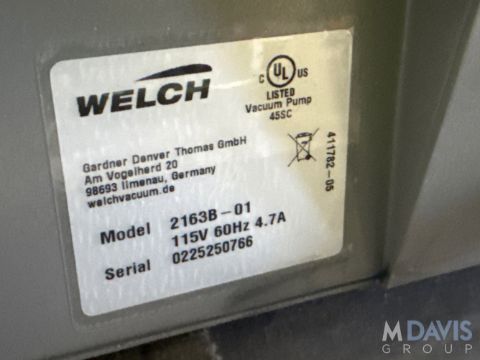 WELCH
C UL US
LISTED
Vacuum Pump
45SC
Gardner Denver Thomas GmbH
Am Vogelherd 20
98693 Ilmenau, Germany
welchvacuum.de
411782-05
Model 2163B-01
115V 60Hz 4.7A
Serial 0225250766
M DAVIS
GROUP